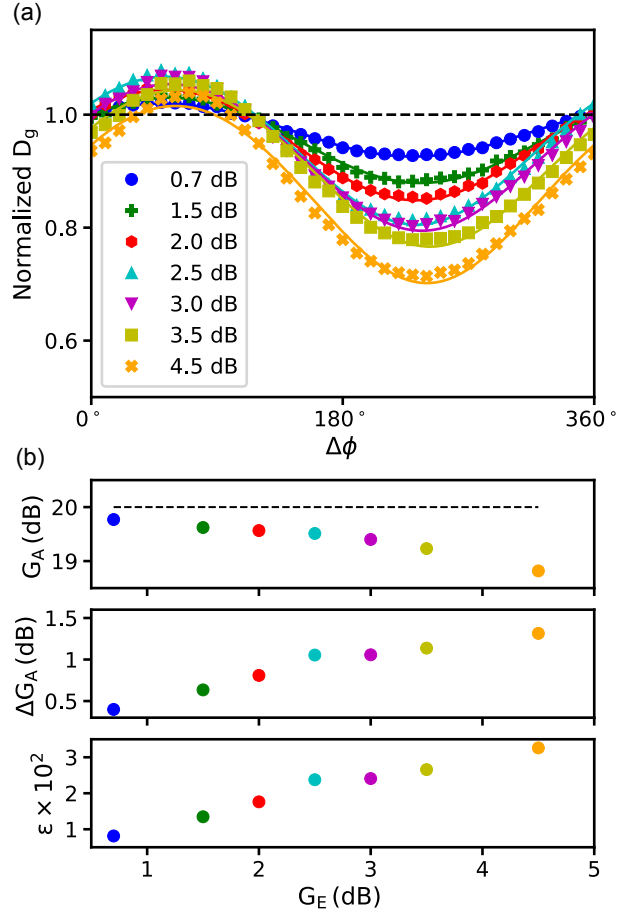 (a)
Normalized D_g
1.0
0.8
0.6
0.7 dB
1.5 dB
2.0 dB
2.5 dB
3.0 dB
3.5 dB
4.5 dB
0° 180° 360°
Δϕ
(b)
G_A (dB)
20
19
ΔG_A (dB)
1.5
1
0.5
ε × 10²
3
2
1
1 2 3 4 5
G_E (dB)